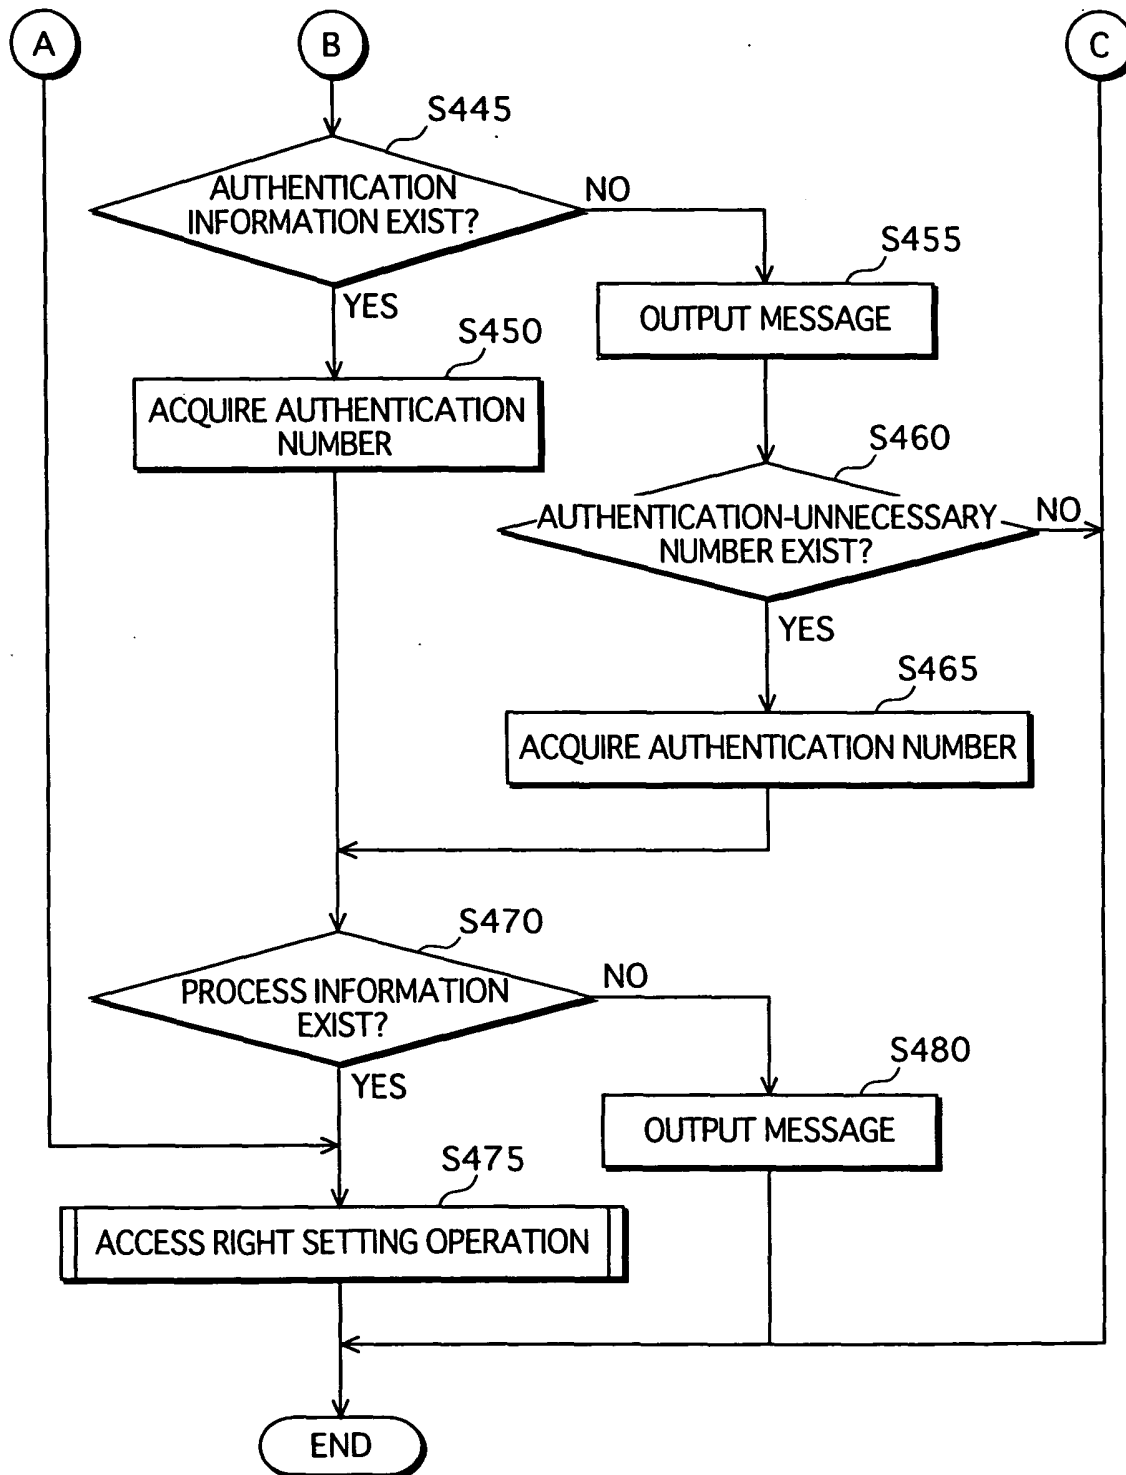 A
B
C
S445
AUTHENTICATION
INFORMATION EXIST?
NO
YES
S455
OUTPUT MESSAGE
S450
ACQUIRE AUTHENTICATION
NUMBER
S460
AUTHENTICATION-UNNECESSARY
NUMBER EXIST?
NO
YES
S465
ACQUIRE AUTHENTICATION NUMBER
S470
PROCESS INFORMATION
EXIST?
NO
YES
S480
OUTPUT MESSAGE
S475
ACCESS RIGHT SETTING OPERATION
END